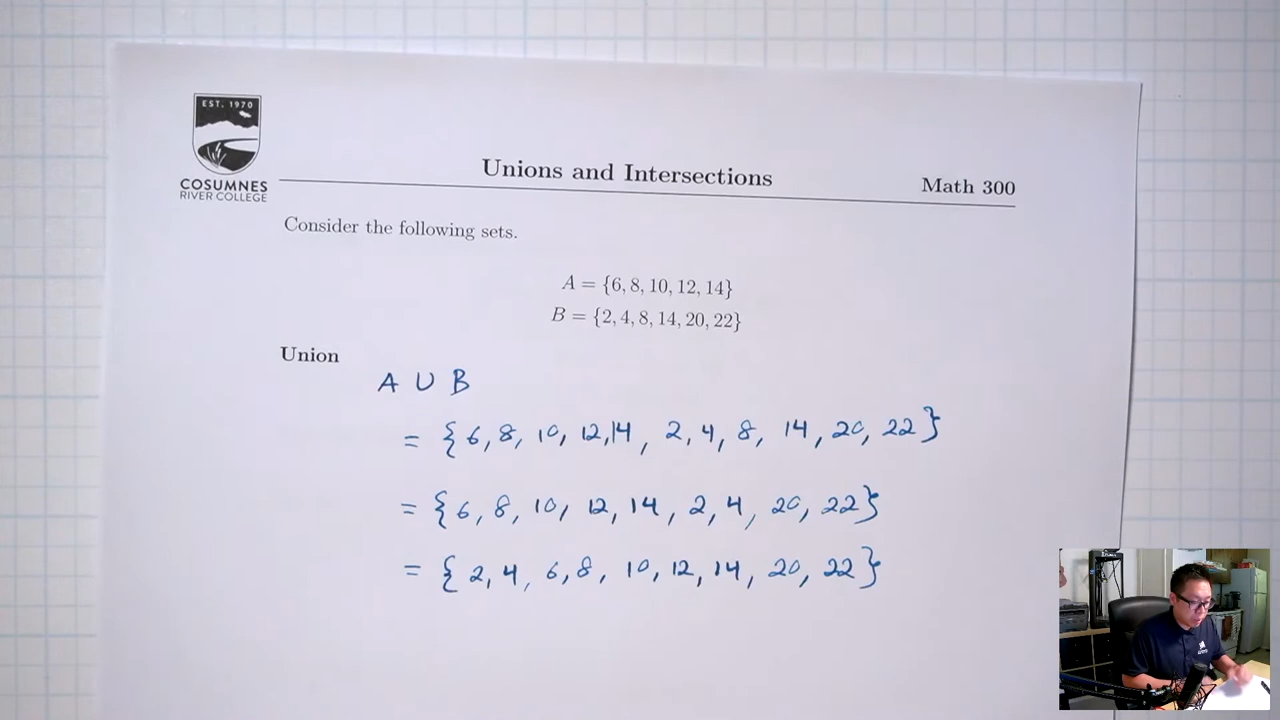 EST. 1970
COSUMNES
RIVER COLLEGE
Unions and Intersections
Math 300
Consider the following sets.
A = {6, 8, 10, 12, 14}
B = {2, 4, 8, 14, 20, 22}
Union
A ∪ B
= {6, 8, 10, 12, 14, 2, 4, 8, 14, 20, 22}
= {6, 8, 10, 12, 14, 2, 4, 20, 22}
= {2, 4, 6, 8, 10, 12, 14, 20, 22}